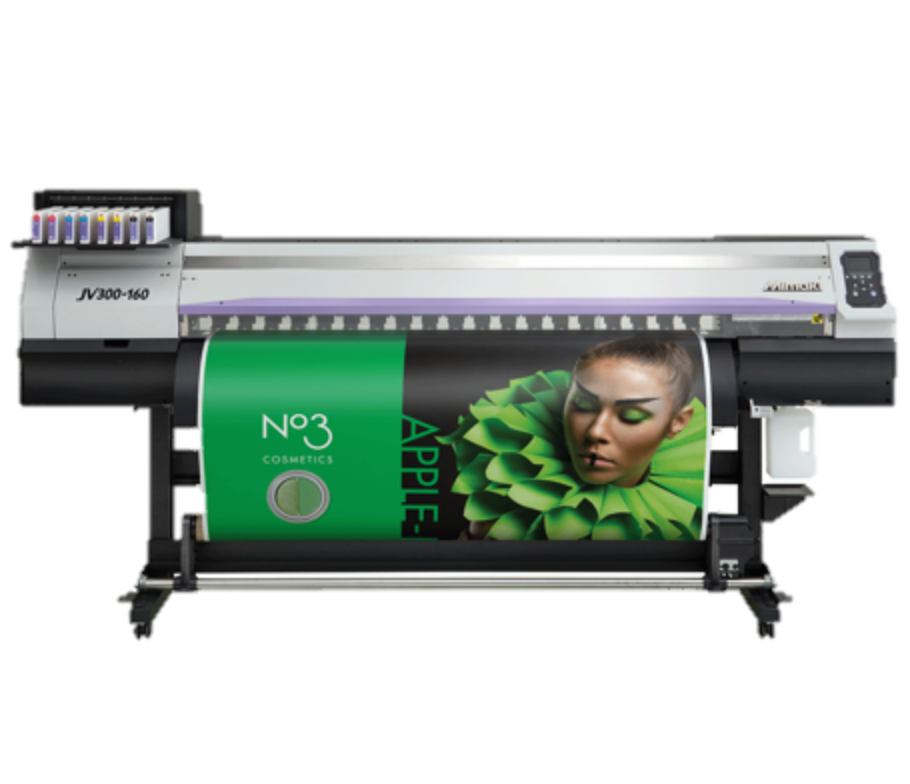 JV300-160
Mimaki
Nº3
COSMETICS
APPLE-